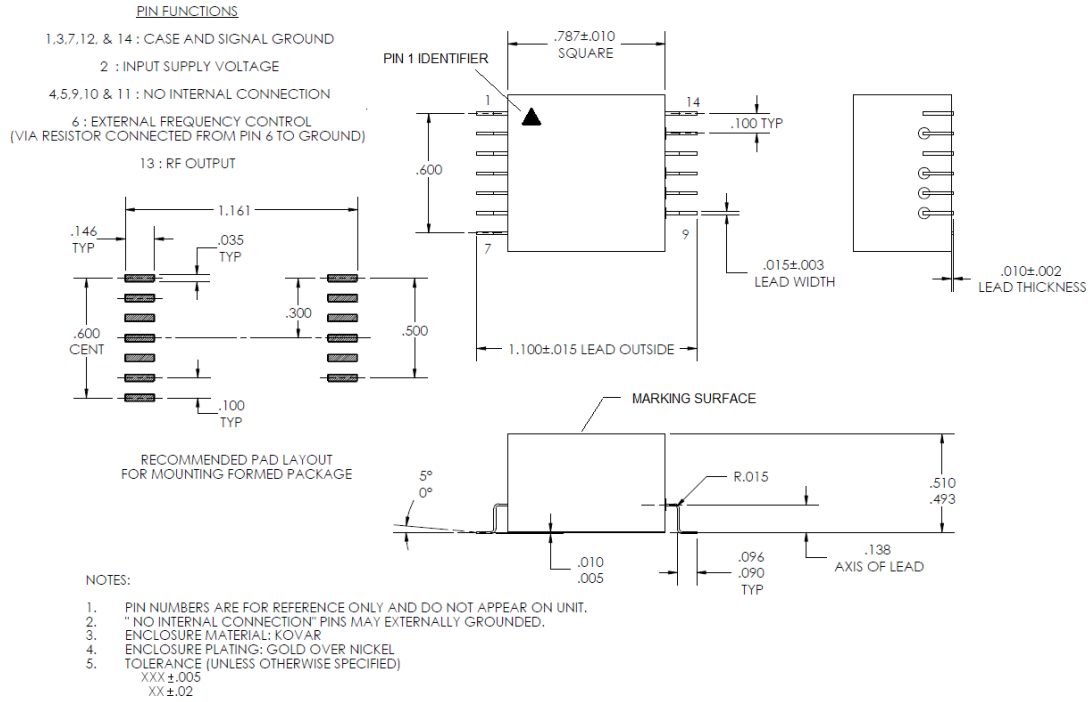 PIN FUNCTIONS
1,3,7,12, & 14 : CASE AND SIGNAL GROUND
2 : INPUT SUPPLY VOLTAGE
4,5,9,10 & 11 : NO INTERNAL CONNECTION
6 : EXTERNAL FREQUENCY CONTROL
(VIA RESISTOR CONNECTED FROM PIN 6 TO GROUND)
13 : RF OUTPUT
.787±.010
SQUARE
PIN 1 IDENTIFIER
1
14
.100 TYP
.600
7
9
.015±.003
LEAD WIDTH
1.100±.015 LEAD OUTSIDE
.010±.002
LEAD THICKNESS
1.161
.146
TYP
.035
TYP
.600
CENT
.300
.500
.100
TYP
RECOMMENDED PAD LAYOUT
FOR MOUNTING FORMED PACKAGE
MARKING SURFACE
5°
0°
R.015
.510
.493
.010
.005
.096
.090
TYP
.138
AXIS OF LEAD
NOTES:
1. PIN NUMBERS ARE FOR REFERENCE ONLY AND DO NOT APPEAR ON UNIT.
2. " NO INTERNAL CONNECTION" PINS MAY EXTERNALLY GROUNDED.
3. ENCLOSURE MATERIAL: KOVAR
4. ENCLOSURE PLATING: GOLD OVER NICKEL
5. TOLERANCE (UNLESS OTHERWISE SPECIFIED)
XXX ±.005
XX ±.02